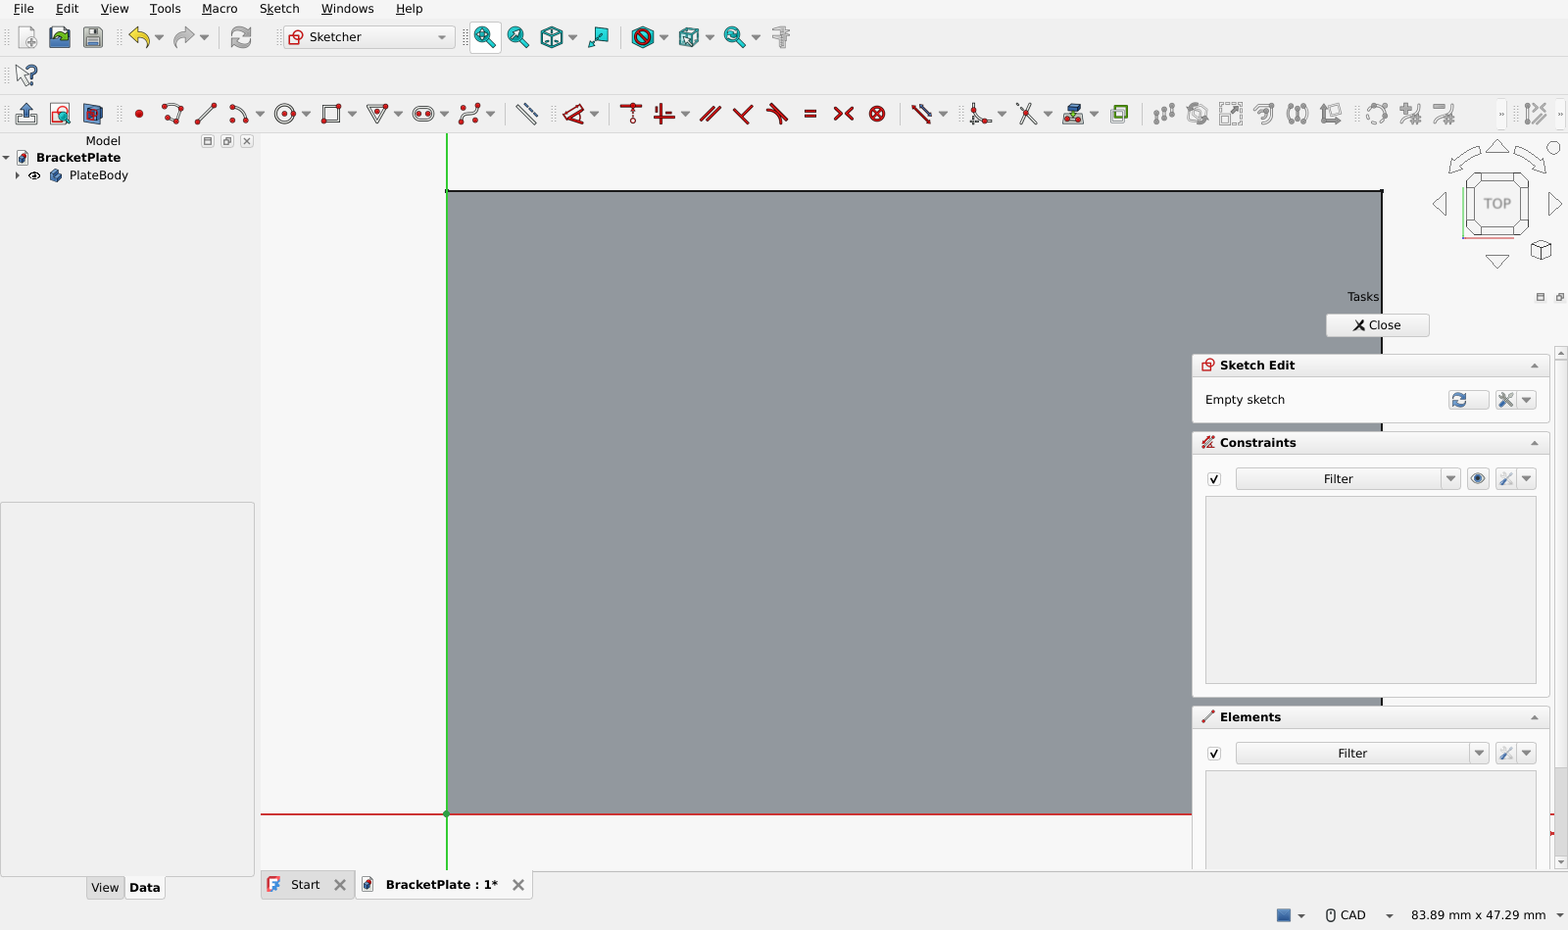 File Edit View Tools Macro Sketch Windows Help
Sketcher
Model
BracketPlate
PlateBody
TOP
Tasks
Close
Sketch Edit
Empty sketch
Constraints
Filter
Elements
Filter
View Data
Start BracketPlate : 1*
CAD 83.89 mm x 47.29 mm